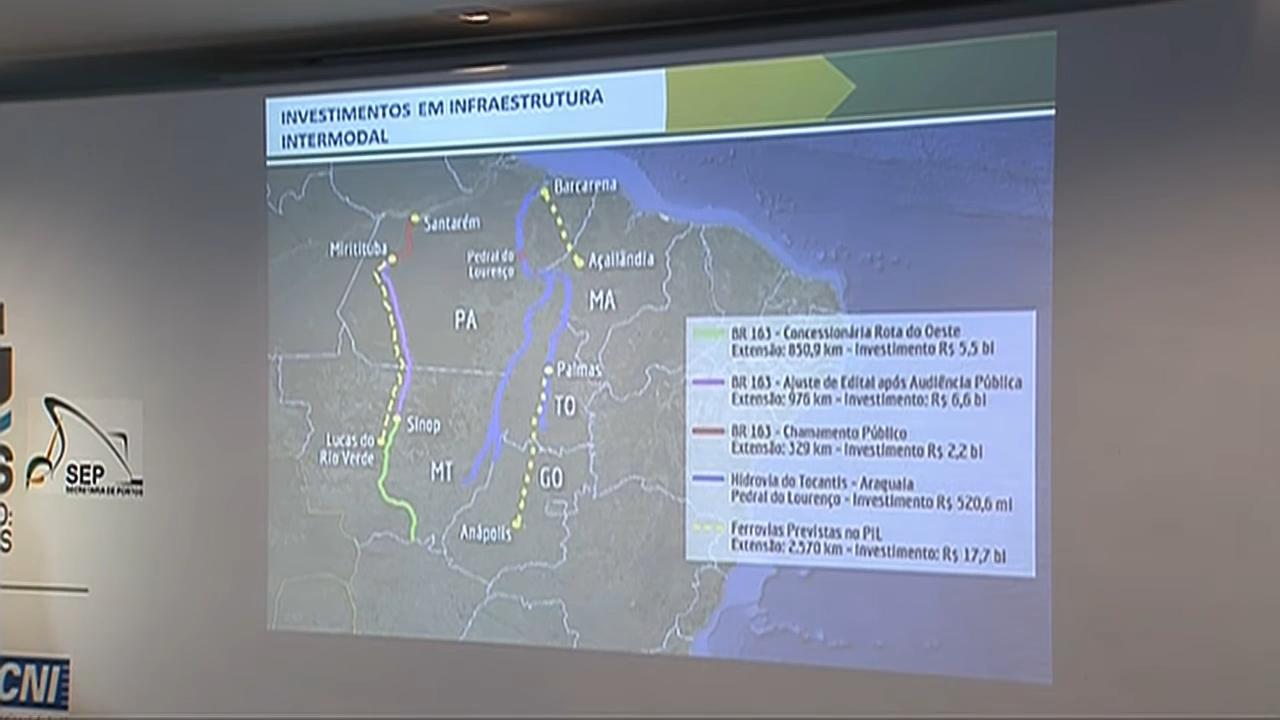 INVESTIMENTOS EM INFRAESTRUTURA
INTERMODAL
Barcarena
Santarém
Miritituba
Pedral do
Lourenço
Açailândia
MA
PA
Palmas
TO
Sinop
Lucas do
Rio Verde
MT
GO
Anápolis
BR 163 - Concessionária Rota do Oeste
Extensão: 850,9 km - Investimento R$ 5,5 bi
BR 163 - Ajuste de Edital após Audiência Pública
Extensão: 976 km - Investimento: R$ 6,6 bi
BR 163 - Chamamento Público
Extensão: 329 km - Investimento: R$ 2,2 bi
Hidrovia do Tocantis - Araguaia
Pedral do Lourenço - Investimento R$ 520,6 mi
Ferrovias Previstas no PIL
Extensão: 2.570 km - Investimento: R$ 17,7 bi
SEP
SECRETARIA DE PORTOS
CNI